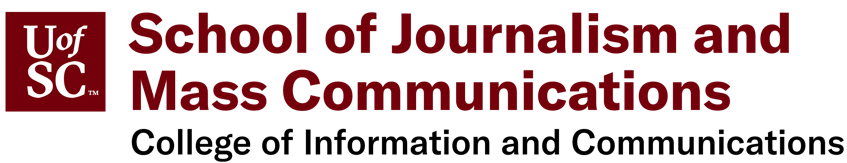 UofSC™
School of Journalism and
Mass Communications
College of Information and Communications